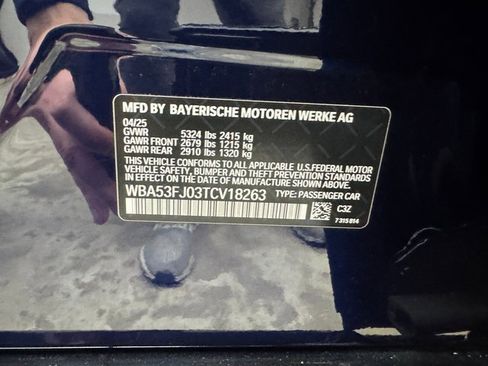 MFD BY BAYERISCHE MOTOREN WERKE AG
04/25
GVWR 5324 lbs 2415 kg
GAWR FRONT 2679 lbs 1215 kg
GAWR REAR 2910 lbs 1320 kg
THIS VEHICLE CONFORMS TO ALL APPLICABLE U.S.FEDERAL MOTOR
VEHICLE SAFETY, BUMPER AND THEFT PREVENTION STANDARDS
IN EFFECT ON THE DATE OF MANUFACTURE SHOWN ABOVE.
WBA53FJ03TCV18263 TYPE: PASSENGER CAR
C3Z
7315814